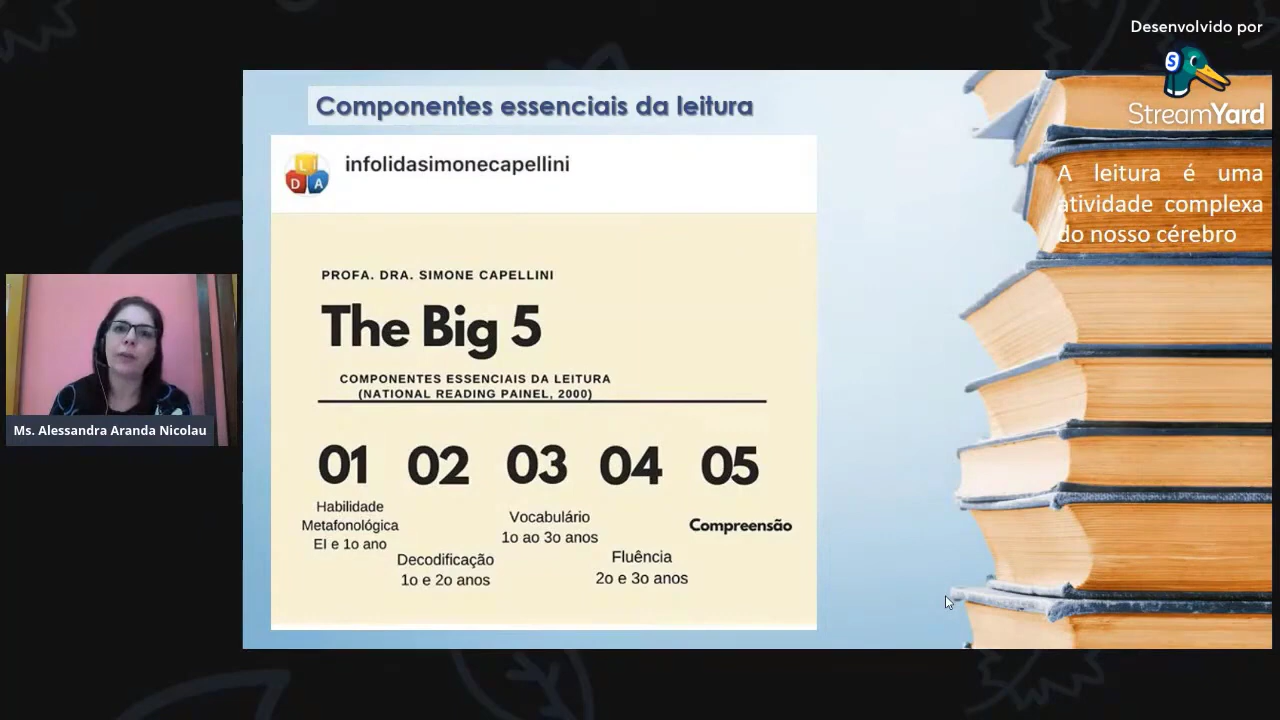 Desenvolvido por
StreamYard
Componentes essenciais da leitura
L I
D A
infolidasimonecapellini
A leitura é uma
atividade complexa
do nosso cérebro
PROFA. DRA. SIMONE CAPELLINI
The Big 5
COMPONENTES ESSENCIAIS DA LEITURA
(NATIONAL READING PAINEL, 2000)
01 02 03 04 05
Habilidade
Metafonológica
EI e 1o ano
Decodificação
1o e 2o anos
Vocabulário
1o ao 3o anos
Fluência
2o e 3o anos
Compreensão
Ms. Alessandra Aranda Nicolau